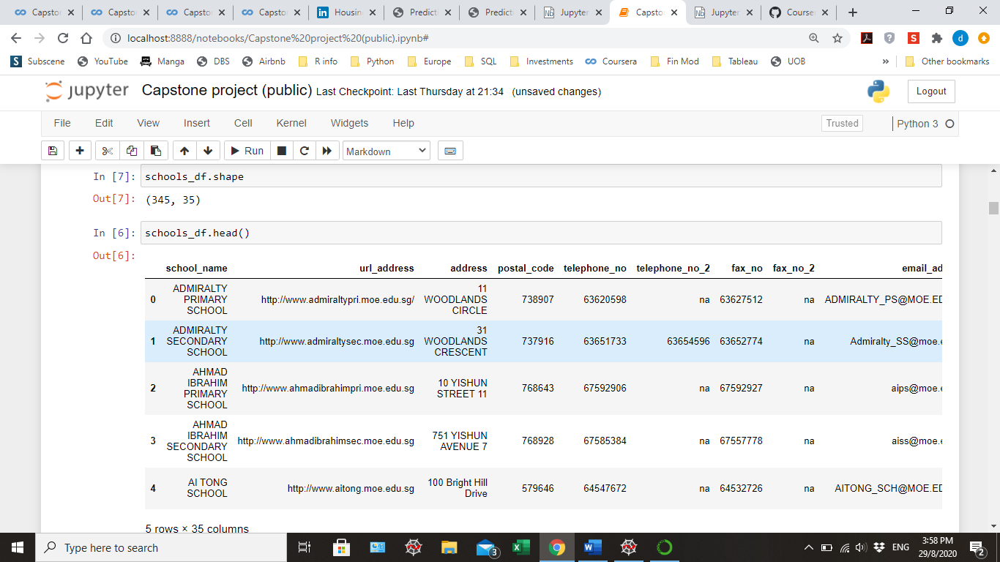 Capsto
Capsto
Capsto
Capsto
in Housin
Predicti
Predicti
Nb Jupyter
Capsto
Nb Jupyter
Course
localhost:8888/notebooks/Capstone%20project%20(public).ipynb#
S d
S Subscene YouTube Manga DBS Airbnb R info Python Europe SQL Investments Coursera Fin Mod Tableau UOB » Other bookmarks
jupyter Capstone project (public) Last Checkpoint: Last Thursday at 21:34 (unsaved changes) Logout
File Edit View Insert Cell Kernel Widgets Help Trusted Python 3
Run Markdown
In [7]: schools_df.shape
Out[7]: (345, 35)
In [6]: schools_df.head()
Out[6]:
school_name url_address address postal_code telephone_no telephone_no_2 fax_no fax_no_2 email_ad
ADMIRALTY 11
0 PRIMARY http://www.admiraltypri.moe.edu.sg/ WOODLANDS 738907 63620598 na 63627512 na ADMIRALTY_PS@MOE.ED
SCHOOL CIRCLE
ADMIRALTY 31
1 SECONDARY http://www.admiraltysec.moe.edu.sg WOODLANDS 737916 63651733 63654596 63652774 na Admiralty_SS@moe.e
SCHOOL CRESCENT
AHMAD
IBRAHIM 10 YISHUN
2 PRIMARY http://www.ahmadibrahimpri.moe.edu.sg STREET 11 768643 67592906 na 67592927 na aips@moe.e
SCHOOL
AHMAD
IBRAHIM 751 YISHUN
3 SECONDARY http://www.ahmadibrahimsec.moe.edu.sg AVENUE 7 768928 67585384 na 67557778 na aiss@moe.e
SCHOOL
4 AI TONG http://www.aitong.moe.edu.sg 100 Bright Hill 579646 64547672 na 64532726 na AITONG_SCH@MOE.ED
SCHOOL Drive
5 rows × 35 columns
Type here to search 3 ENG 3:58 PM
29/8/2020 2